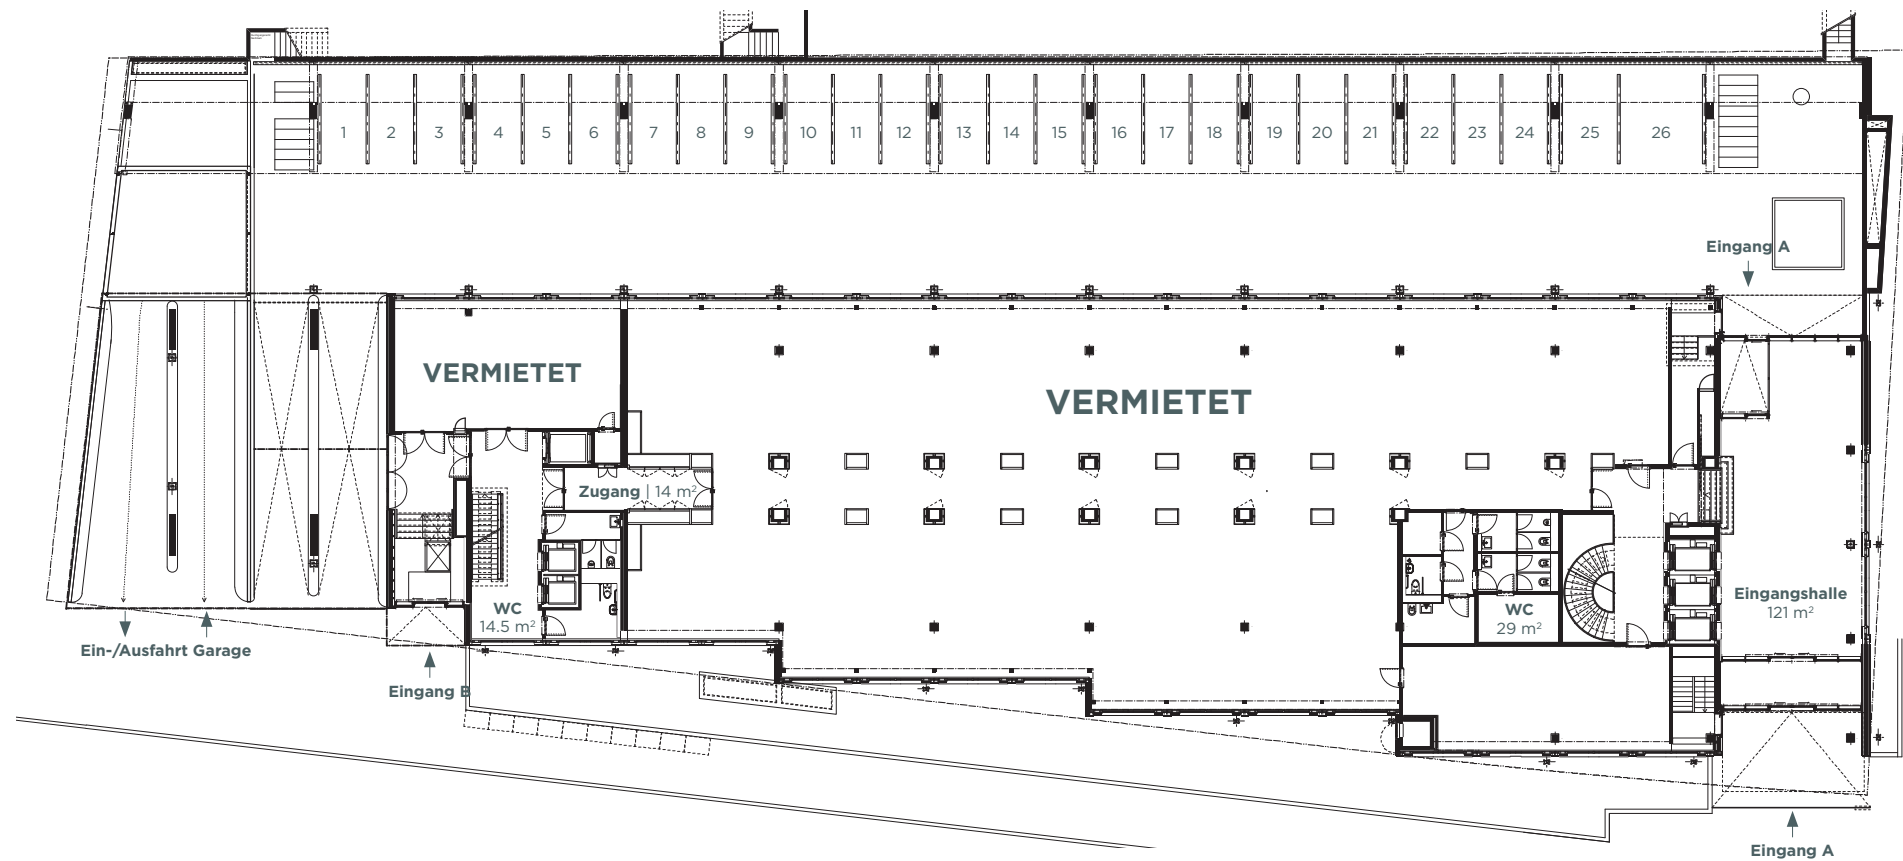 1 2 3 4 5 6 7 8 9 10 11 12 13 14 15 16 17 18 19 20 21 22 23 24 25 26
Eingang A
VERMIETET
VERMIETET
Zugang | 14 m²
WC
14.5 m²
WC
29 m²
Eingangshalle
121 m²
Ein-/Ausfahrt Garage
Eingang B
Eingang A